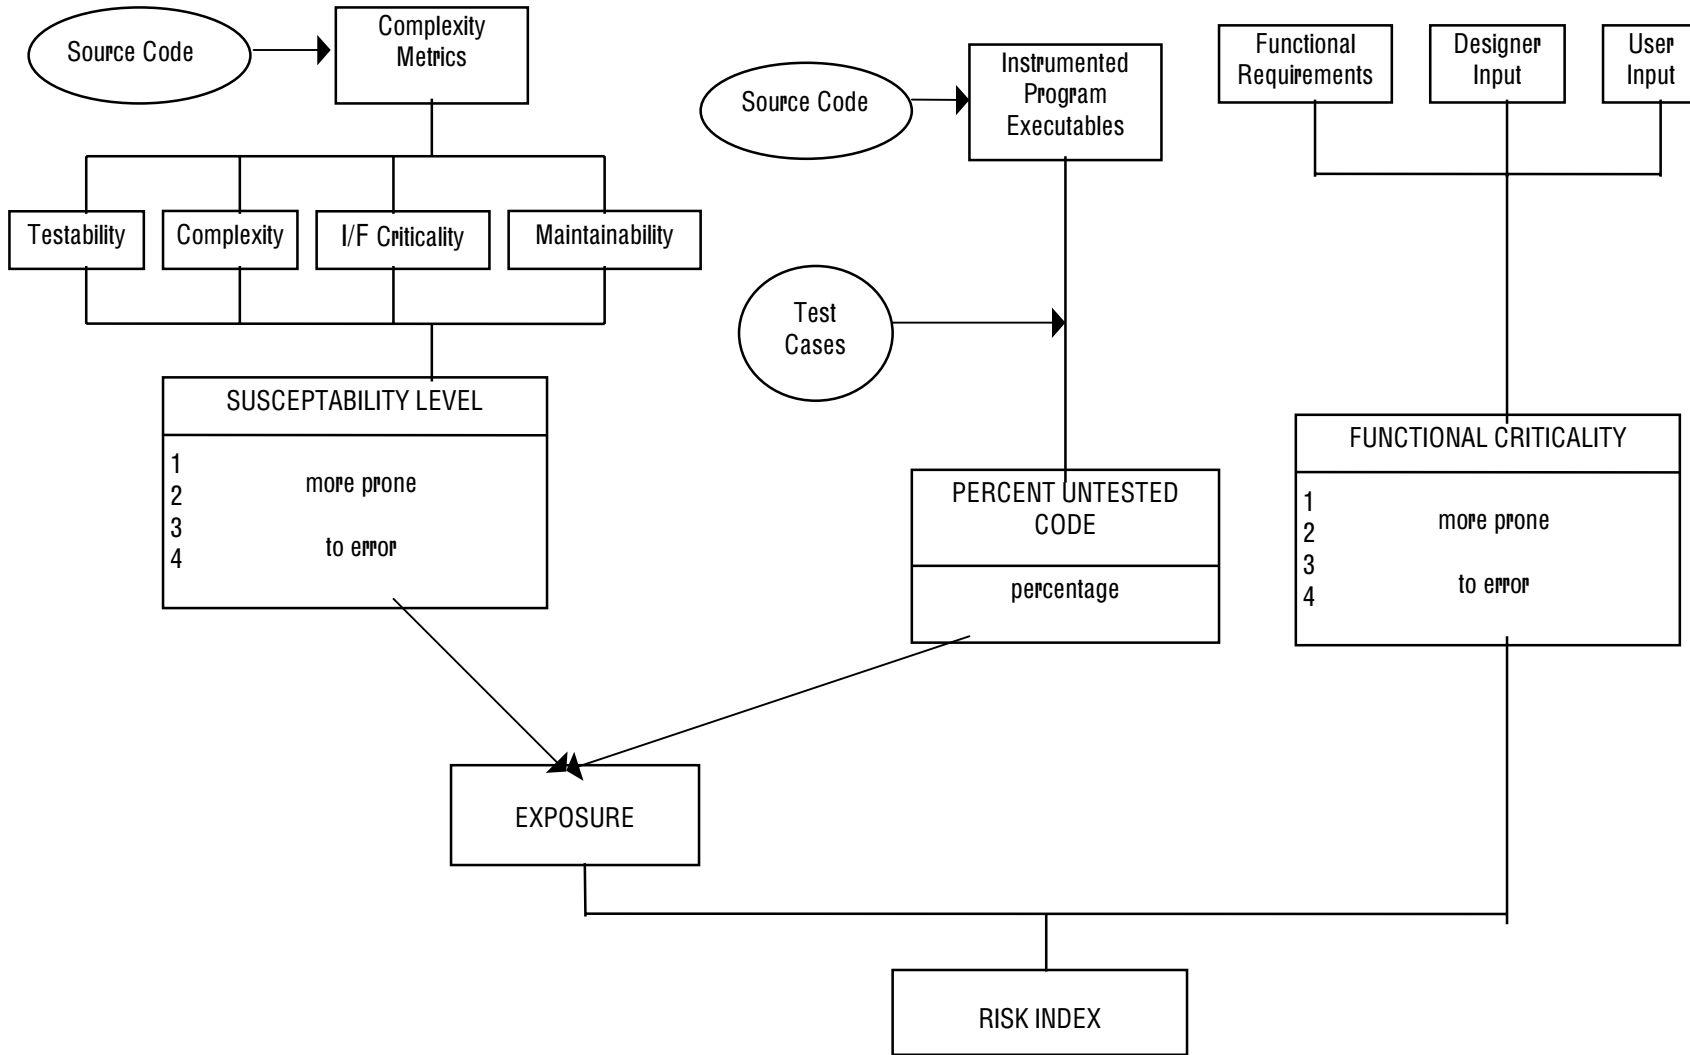 Source Code
Complexity
Metrics
Source Code
Instrumented
Program
Executables
Functional
Requirements
Designer
Input
User
Input
Testability
Complexity
I/F Criticality
Maintainability
Test
Cases
SUSCEPTABILITY LEVEL
1
2
3
4
more prone
to error
PERCENT UNTESTED
CODE
percentage
FUNCTIONAL CRITICALITY
1
2
3
4
more prone
to error
EXPOSURE
RISK INDEX